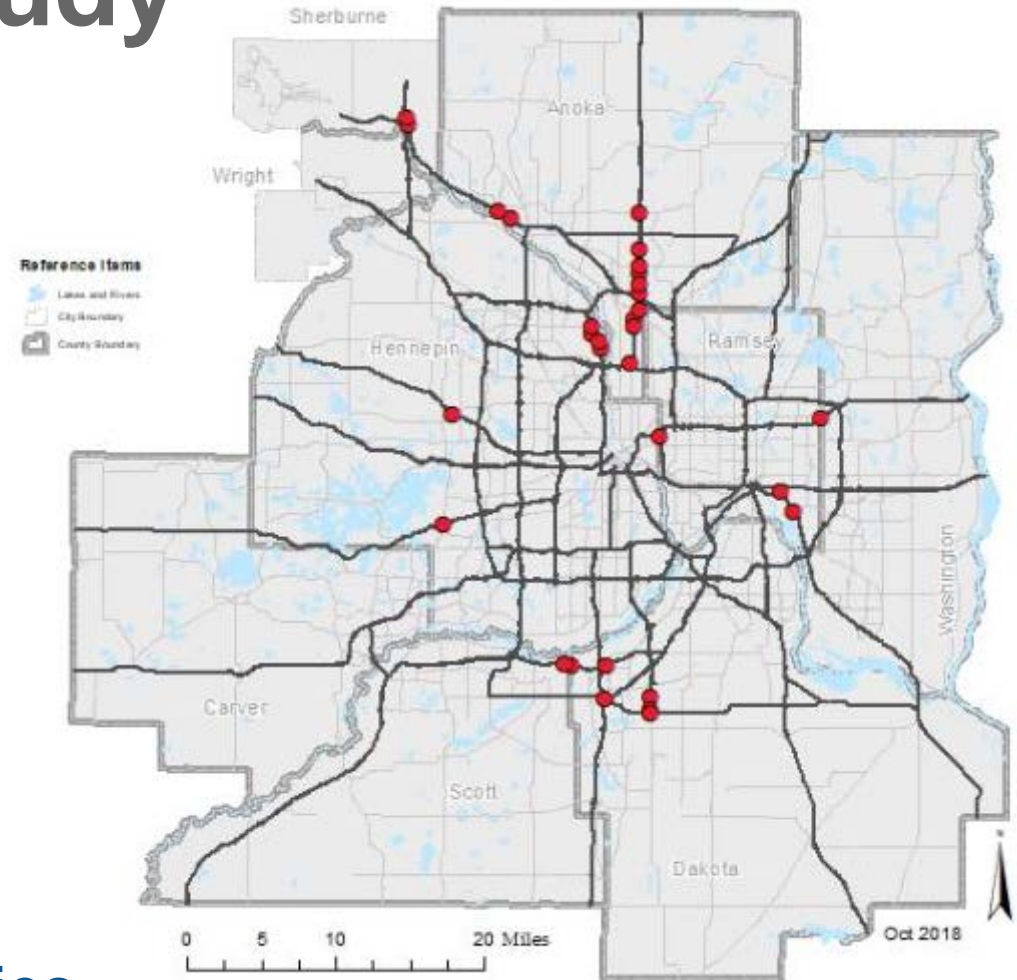 udy
Sherburne
Anoka
Wright
Reference Items
Lakes and Rivers
City Boundary
County Boundary
Hennepin
Ramsey
Washington
Carver
Scott
Dakota
Oct 2018
0 5 10 20 Miles